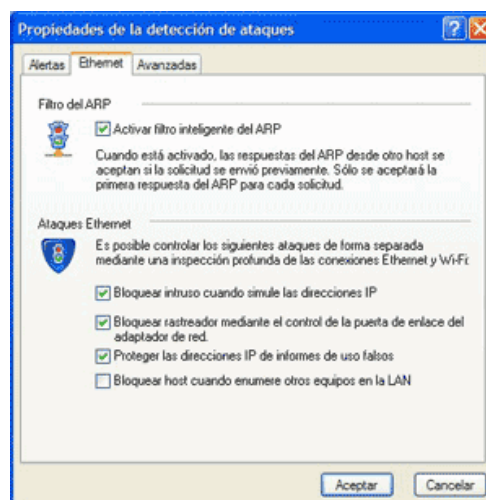 Propiedades de la detección de ataques
Alertas Ethernet Avanzadas
Filtro del ARP
Activar filtro inteligente del ARP
Cuando está activado, las respuestas del ARP desde otro host se
aceptan si la solicitud se envió previamente. Sólo se aceptará la
primera respuesta del ARP para cada solicitud.
Ataques Ethernet
Es posible controlar los siguientes ataques de forma separada
mediante una inspección profunda de las conexiones Ethernet y Wi-Fi:
Bloquear intruso cuando simule las direcciones IP
Bloquear rastreador mediante el control de la puerta de enlace del
adaptador de red.
Proteger las direcciones IP de informes de uso falsos
Bloquear host cuando enumere otros equipos en la LAN
Aceptar Cancelar